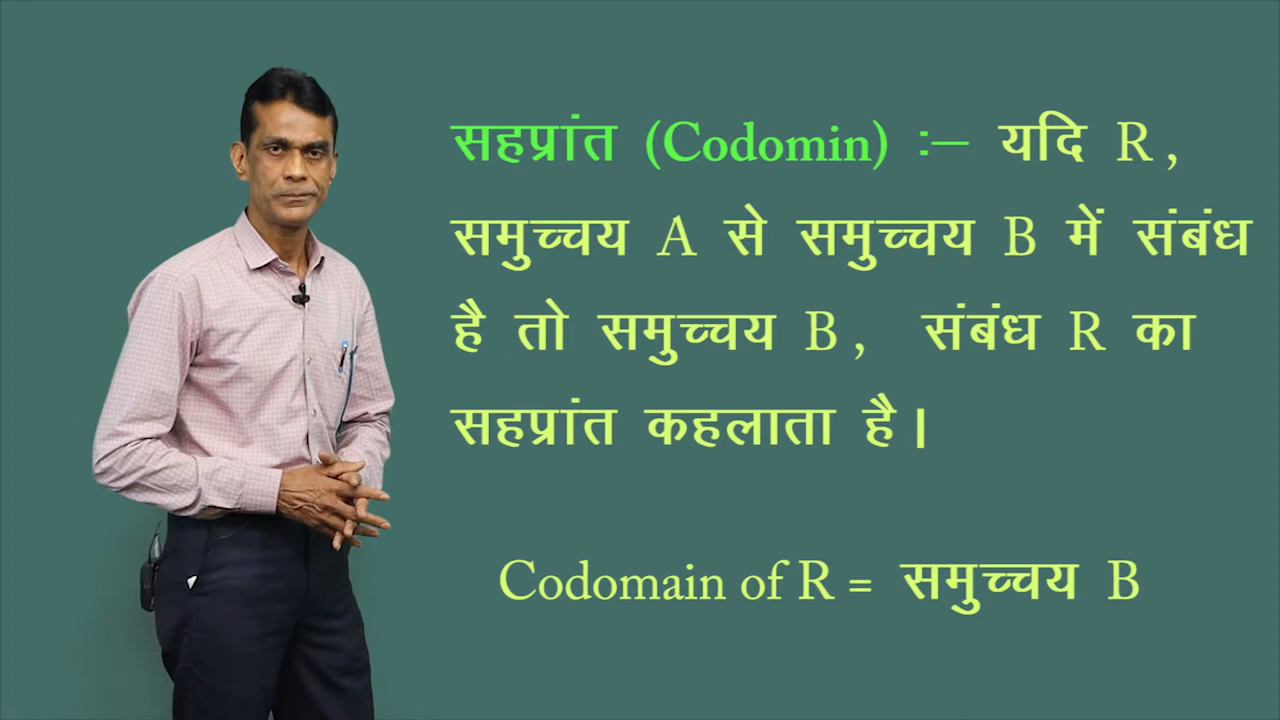 सहप्रांत (Codomin) :– यदि R,
समुच्चय A से समुच्चय B में संबंध
है तो समुच्चय B, संबंध R का
सहप्रांत कहलाता है।
Codomain of R = समुच्चय B